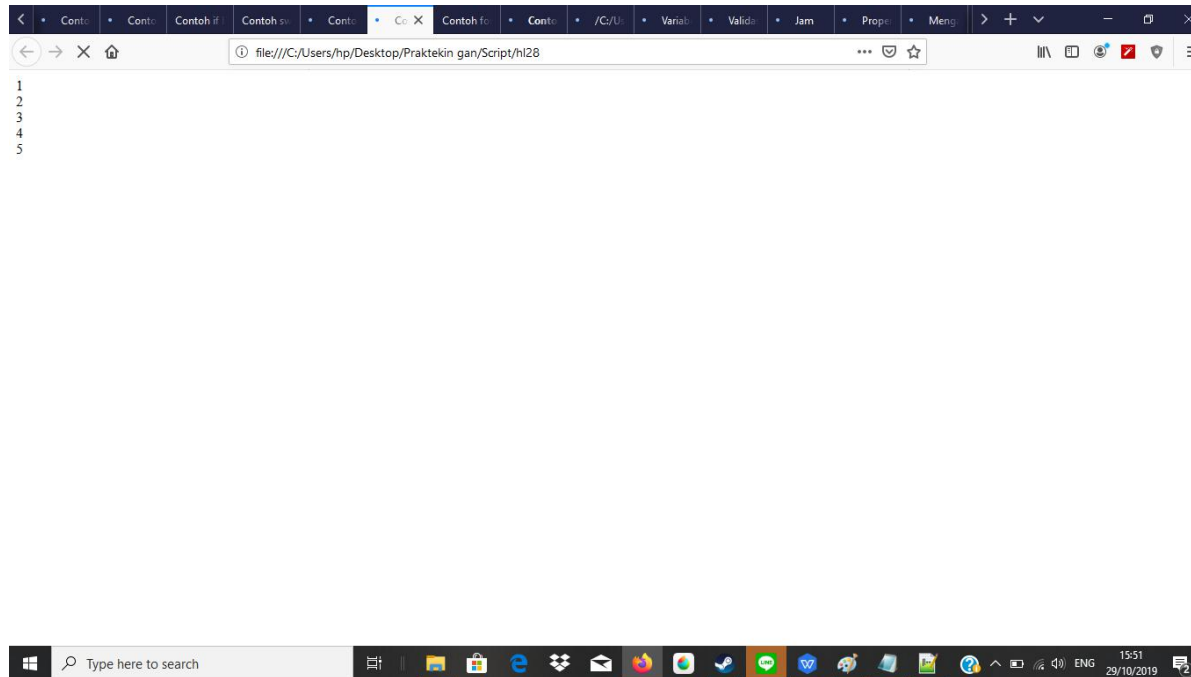 Conto Conto Contoh if Contoh sw Conto Co Contoh fo Conto /C:/U Variab Valida Jam Prope Meng
file:///C:/Users/hp/Desktop/Praktekin gan/Script/hl28
1
2
3
4
5
Type here to search
LINE
W
ENG
15:51
29/10/2019
2